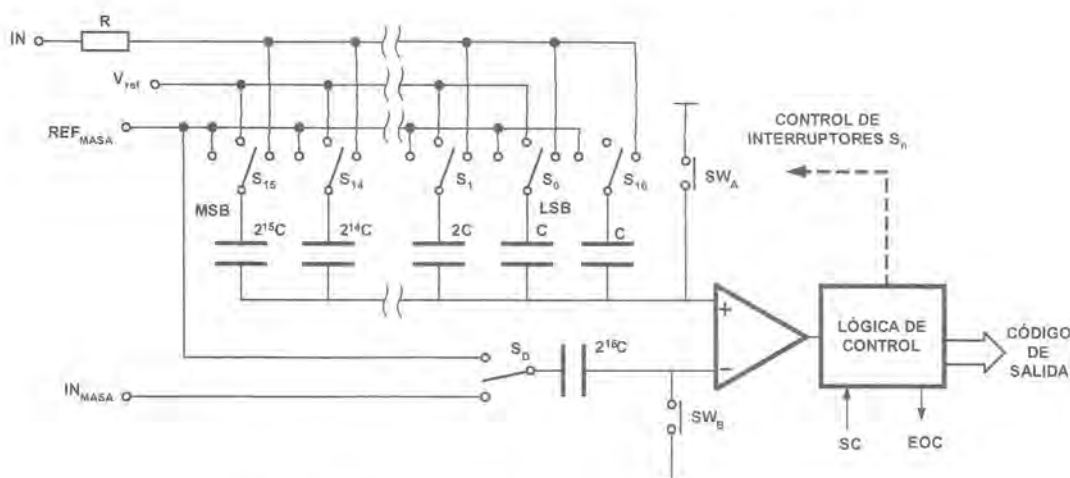 IN
R
V_ref
REF_MASA
S_15
S_14
S_1
S_0
S_16
SW_A
CONTROL DE
INTERRUPTORES S_n
MSB
LSB
2^15C
2^14C
2C
C
C
+
−
LÓGICA DE
CONTROL
CÓDIGO
DE
SALIDA
S_D
2^16C
IN_MASA
SW_B
SC
EOC